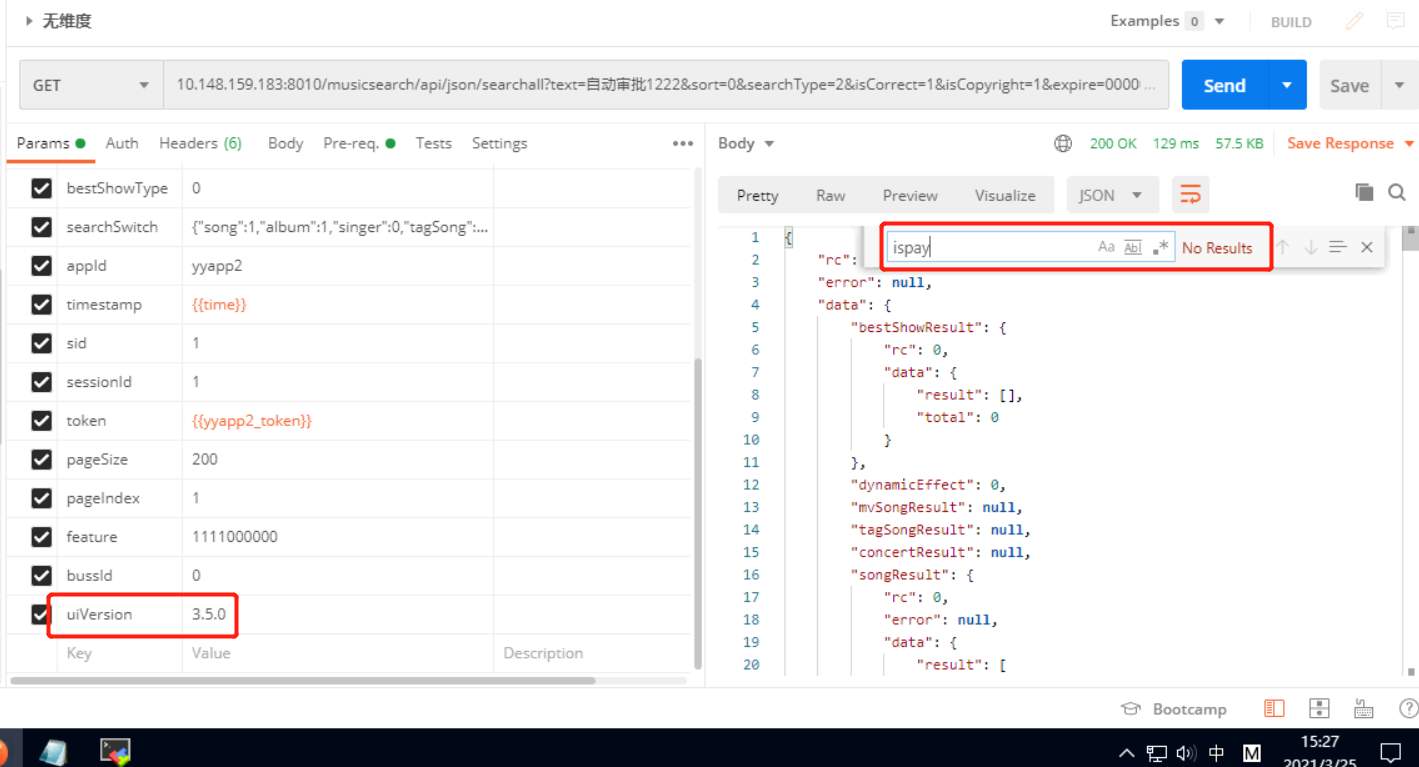 无维度
Examples 0
BUILD
GET
10.148.159.183:8010/musicsearch/api/json/searchall?text=自动审批1222&sort=0&searchType=2&isCorrect=1&isCopyright=1&expire=0000 ...
Send
Save
Params
Auth
Headers (6)
Body
Pre-req.
Tests
Settings
bestShowType 0
searchSwitch {"song":1,"album":1,"singer":0,"tagSong":...
appId yyapp2
timestamp {{time}}
sid 1
sessionId 1
token {{yyapp2_token}}
pageSize 200
pageIndex 1
feature 1111000000
bussId 0
uiVersion 3.5.0
Key Value Description
Body
200 OK 129 ms 57.5 KB Save Response
Pretty Raw Preview Visualize JSON
ispay Aa Abl .* No Results
1 {
2 "rc":
3 "error": null,
4 "data": {
5 "bestShowResult": {
6 "rc": 0,
7 "data": {
8 "result": [],
9 "total": 0
10 }
11 },
12 "dynamicEffect": 0,
13 "mvSongResult": null,
14 "tagSongResult": null,
15 "concertResult": null,
16 "songResult": {
17 "rc": 0,
18 "error": null,
19 "data": {
20 "result": [
Bootcamp
中 M
15:27
2021/3/25